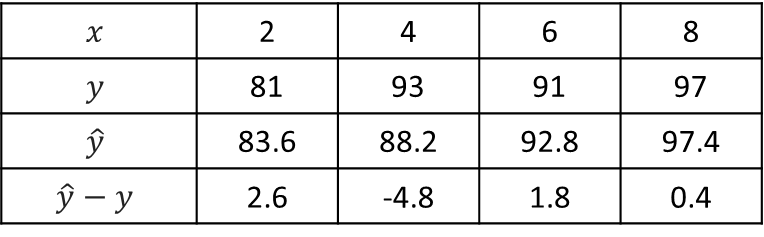 x 2 4 6 8
y 81 93 91 97
ŷ 83.6 88.2 92.8 97.4
ŷ − y 2.6 -4.8 1.8 0.4